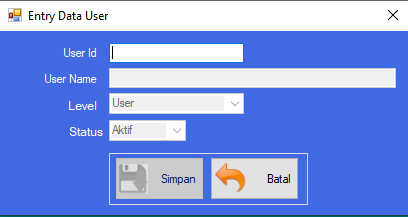 Entry Data User
User Id
User Name
Level User
Status Aktif
Simpan Batal